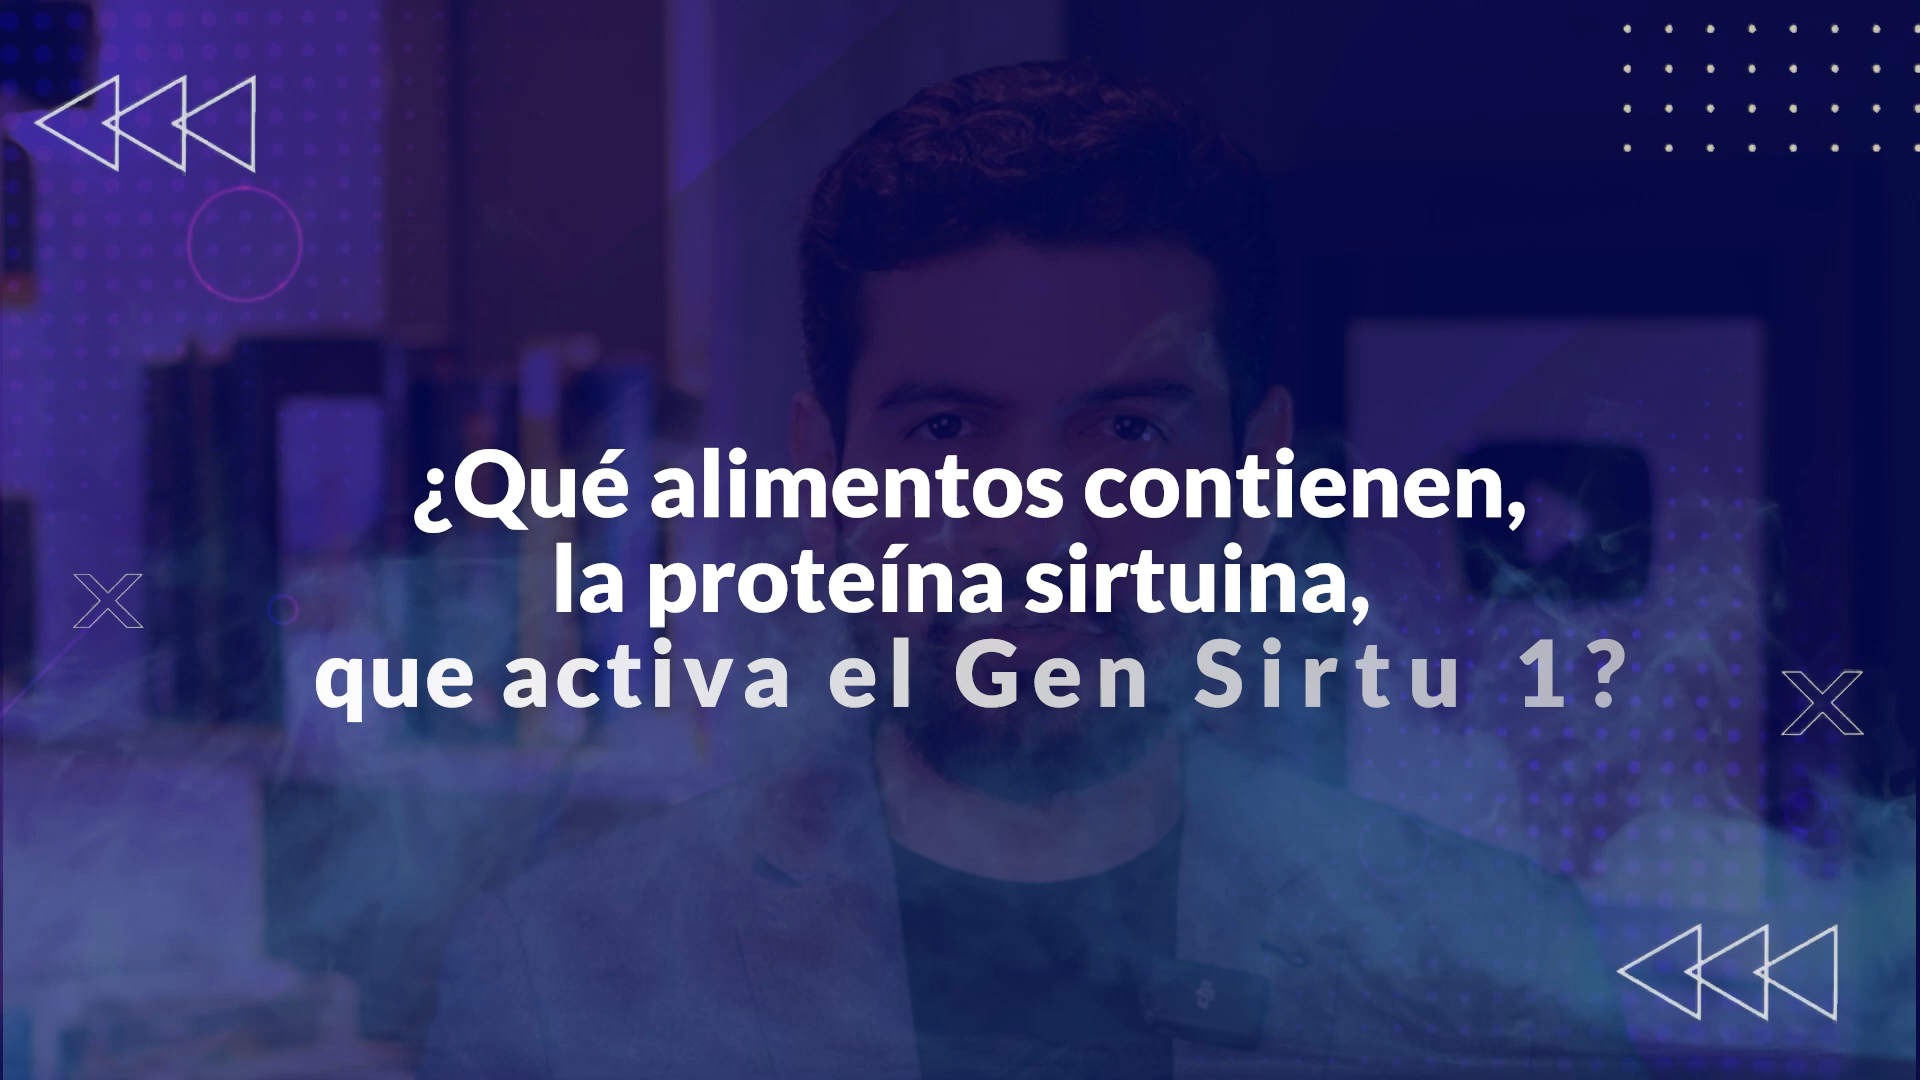 ¿Qué alimentos contienen,
la proteína sirtuina,
que activa el Gen Sirtu 1?